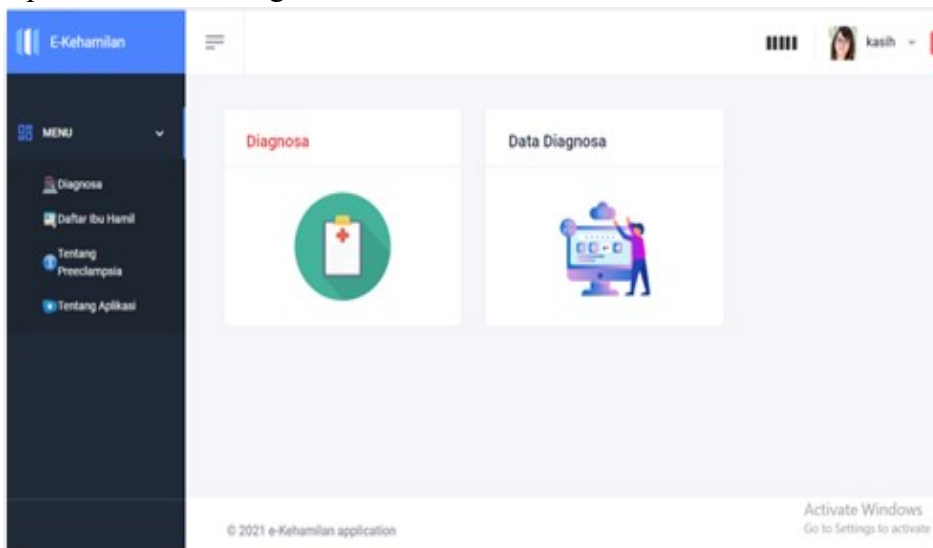 E-Kehamilan
kasih
MENU
Diagnosa
Daftar Ibu Hamil
Tentang
Preeclampsia
Tentang Aplikasi
Diagnosa
Data Diagnosa
© 2021 e-Kehamilan application
Activate Windows
Go to Settings to activate